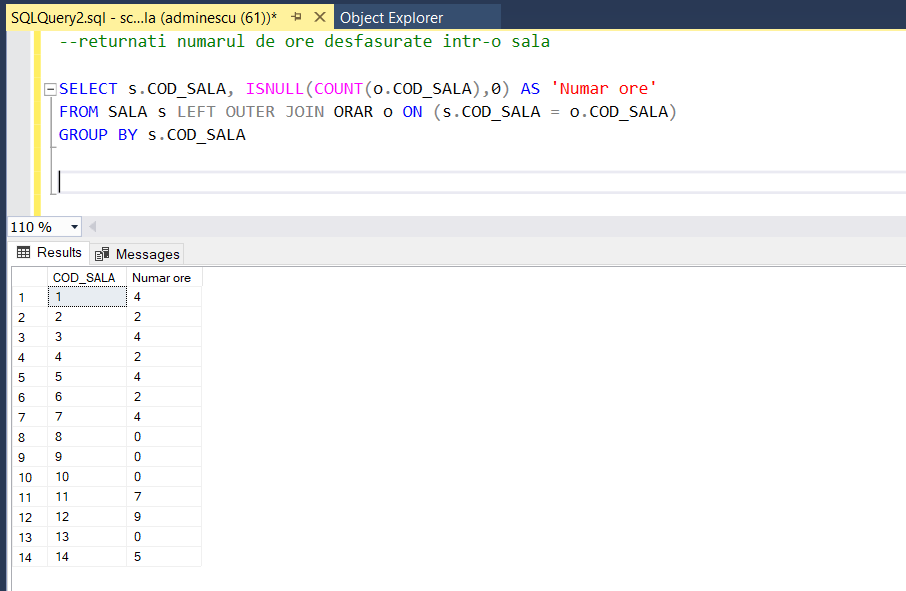 SQLQuery2.sql - sc...la (adminescu (61))* Object Explorer
--returnati numarul de ore desfasurate intr-o sala
SELECT s.COD_SALA, ISNULL(COUNT(o.COD_SALA),0) AS 'Numar ore'
FROM SALA s LEFT OUTER JOIN ORAR o ON (s.COD_SALA = o.COD_SALA)
GROUP BY s.COD_SALA
110 %
Results Messages
COD_SALA Numar ore
1 1 4
2 2 2
3 3 4
4 4 2
5 5 4
6 6 2
7 7 4
8 8 0
9 9 0
10 10 0
11 11 7
12 12 9
13 13 0
14 14 5